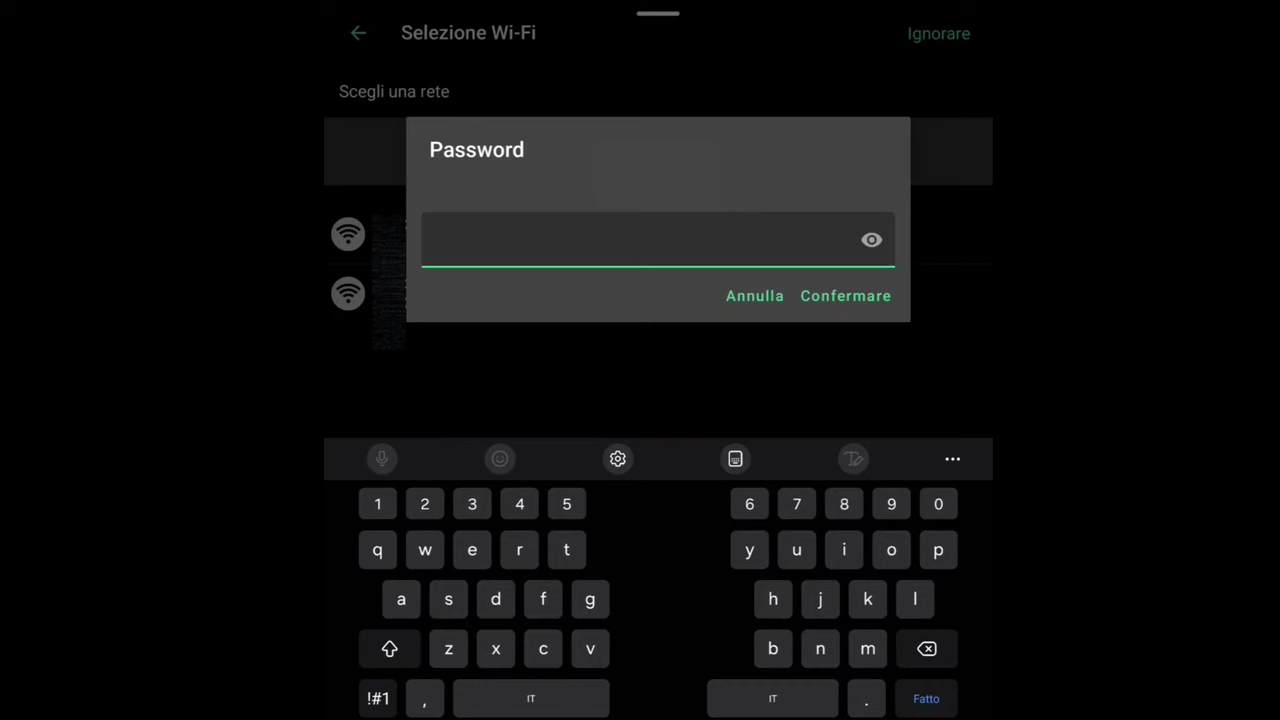 Selezione Wi-Fi
Ignorare
Scegli una rete
Password
Annulla Confermare
1 2 3 4 5 6 7 8 9 0
q w e r t y u i o p
a s d f g h j k l
z x c v b n m
!#1 , IT IT . Fatto